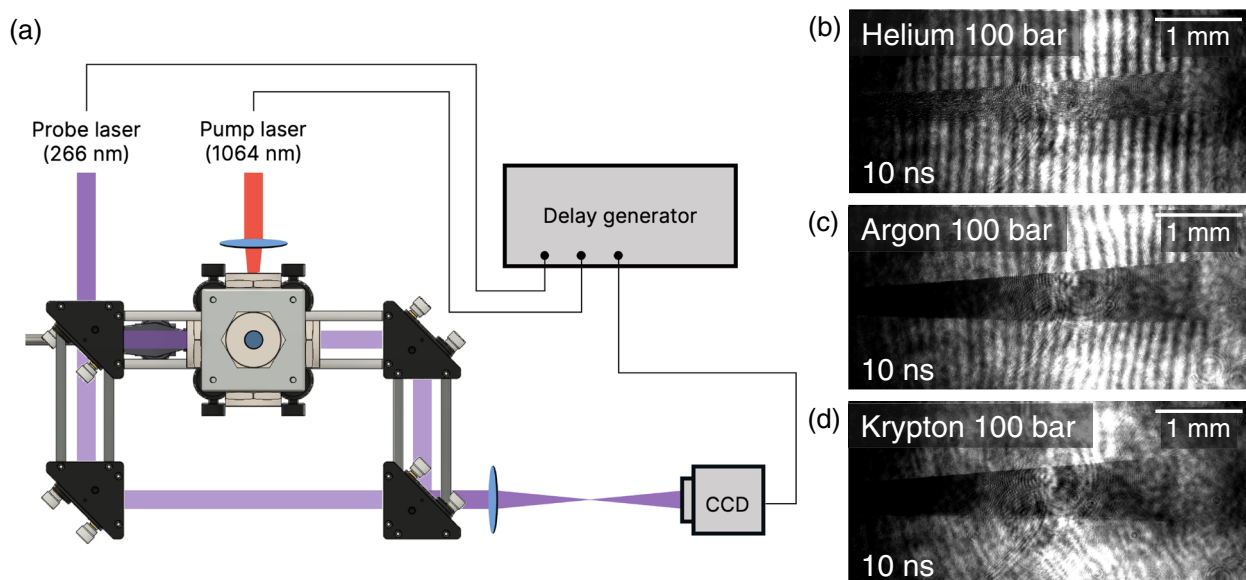 (a)
Probe laser
(266 nm)
Pump laser
(1064 nm)
Delay generator
CCD
(b)
Helium 100 bar
1 mm
10 ns
(c)
Argon 100 bar
1 mm
10 ns
(d)
Krypton 100 bar
1 mm
10 ns